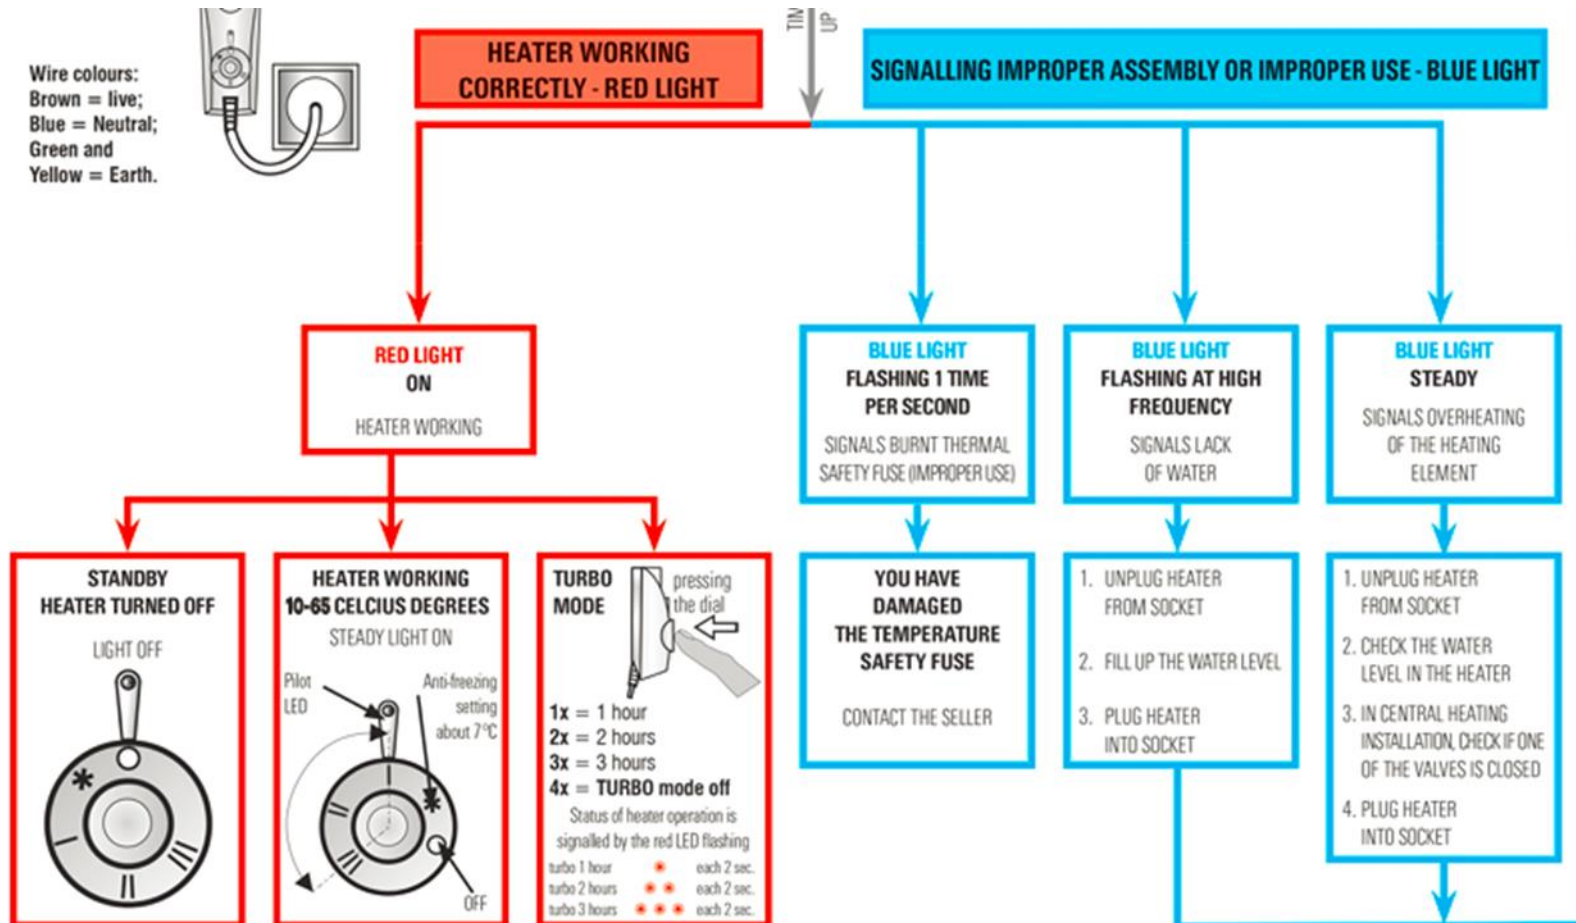 Wire colours:
Brown = live;
Blue = Neutral;
Green and
Yellow = Earth.
HEATER WORKING
CORRECTLY - RED LIGHT
UP
SIGNALLING IMPROPER ASSEMBLY OR IMPROPER USE - BLUE LIGHT
RED LIGHT
ON
HEATER WORKING
BLUE LIGHT
FLASHING 1 TIME
PER SECOND
SIGNALS BURNT THERMAL
SAFETY FUSE (IMPROPER USE)
BLUE LIGHT
FLASHING AT HIGH
FREQUENCY
SIGNALS LACK
OF WATER
BLUE LIGHT
STEADY
SIGNALS OVERHEATING
OF THE HEATING
ELEMENT
STANDBY
HEATER TURNED OFF
LIGHT OFF
HEATER WORKING
10-65 CELCIUS DEGREES
STEADY LIGHT ON
Pilot
LED
Anti-freezing
setting
about 7°C
OFF
TURBO
MODE
pressing
the dial
1x = 1 hour
2x = 2 hours
3x = 3 hours
4x = TURBO mode off
Status of heater operation is
signalled by the red LED flashing
turbo 1 hour each 2 sec.
turbo 2 hours each 2 sec.
turbo 3 hours each 2 sec.
YOU HAVE
DAMAGED
THE TEMPERATURE
SAFETY FUSE
CONTACT THE SELLER
1. UNPLUG HEATER
FROM SOCKET
2. FILL UP THE WATER LEVEL
3. PLUG HEATER
INTO SOCKET
1. UNPLUG HEATER
FROM SOCKET
2. CHECK THE WATER
LEVEL IN THE HEATER
3. IN CENTRAL HEATING
INSTALLATION, CHECK IF ONE
OF THE VALVES IS CLOSED
4. PLUG HEATER
INTO SOCKET